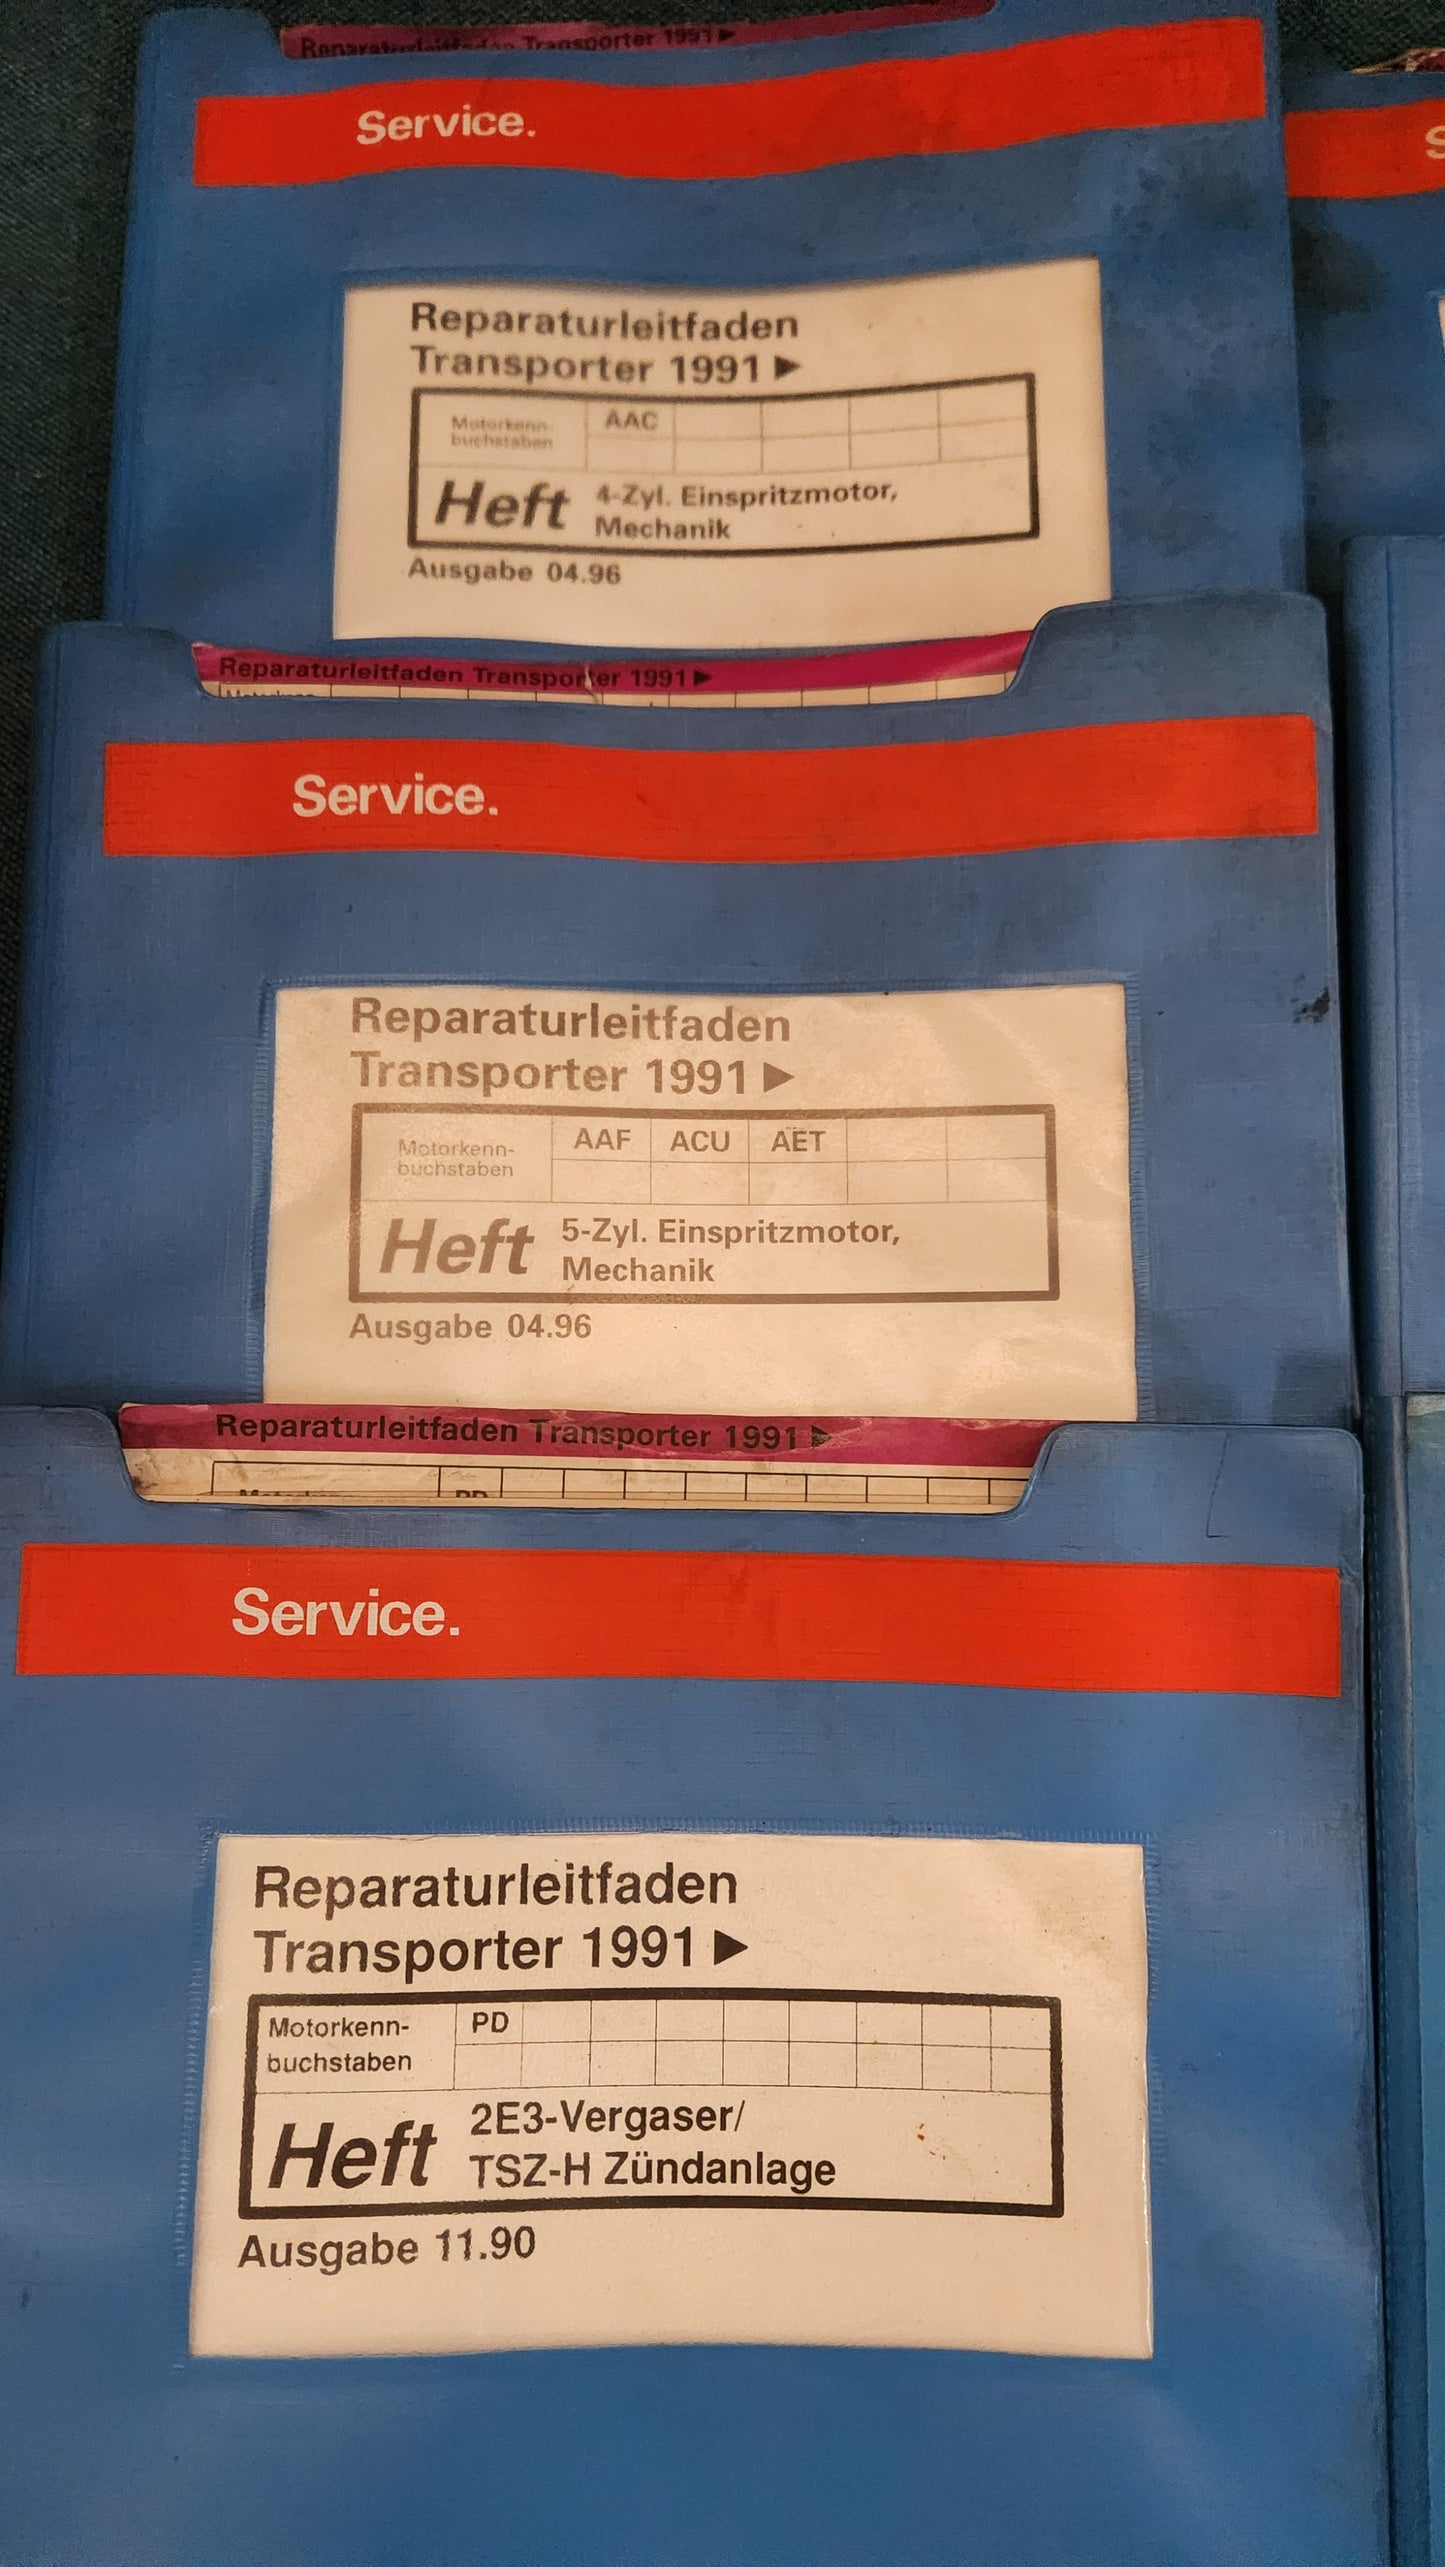 Reparaturleitfaden Transporter 1991►
Service.
Reparaturleitfaden
Transporter 1991►
Motorkenn-
buchstaben
AAC
Heft
4-Zyl. Einspritzmotor,
Mechanik
Ausgabe 04.96
Reparaturleitfaden Transporter 1991►
Service.
Reparaturleitfaden
Transporter 1991►
Motorkenn-
buchstaben
AAF ACU AET
Heft
5-Zyl. Einspritzmotor,
Mechanik
Ausgabe 04.96
Reparaturleitfaden Transporter 1991►
PD
Service.
Reparaturleitfaden
Transporter 1991►
Motorkenn-
buchstaben
PD
Heft
2E3-Vergaser/
TSZ-H Zündanlage
Ausgabe 11.90